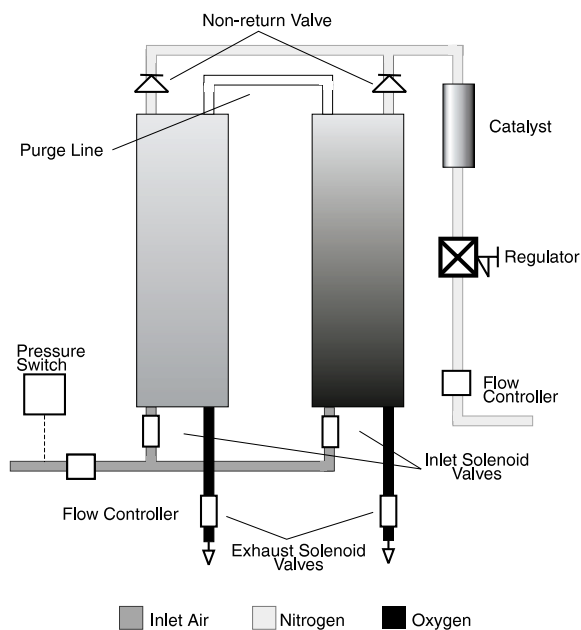 Non-return Valve
Purge Line
Catalyst
Regulator
Pressure
Switch
Flow
Controller
Inlet Solenoid
Valves
Flow Controller
Exhaust Solenoid
Valves
Inlet Air
Nitrogen
Oxygen